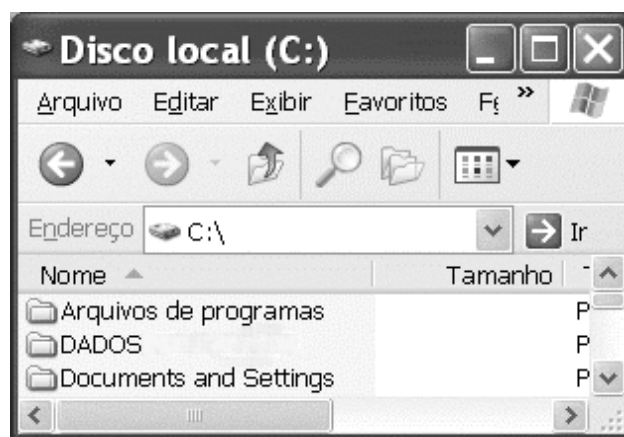 Disco local (C:)
Arquivo Editar Exibir Favoritos »
Endereço C:\ Ir
Nome Tamanho
Arquivos de programas P
DADOS P
Documents and Settings P